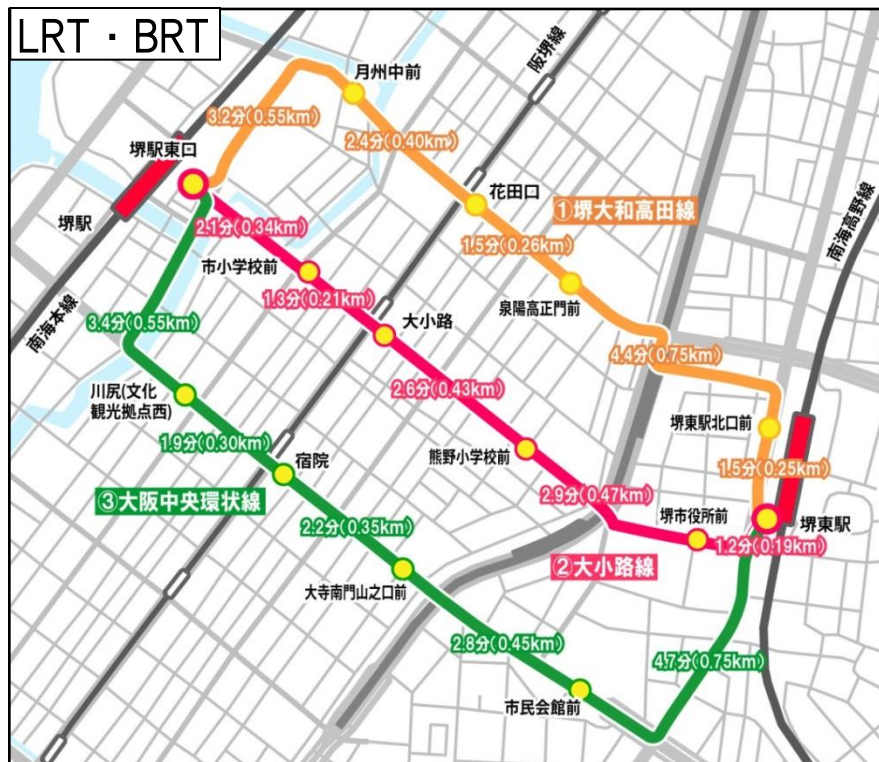 LRT・BRT
月州中前
阪堺線
3.2分(0.55km)
2.4分(0.40km)
堺駅東口
花田口
①堺大和高田線
南海高野線
堺駅
2.1分(0.34km)
1.5分(0.26km)
市小学校前
1.3分(0.21km)
泉陽高正門前
南海本線
3.4分(0.55km)
大小路
4.4分(0.75km)
川尻(文化
観光拠点西)
2.6分(0.43km)
堺東駅北口前
1.9分(0.30km)
宿院
熊野小学校前
1.5分(0.25km)
③大阪中央環状線
2.9分(0.47km)
堺市役所前
堺東駅
2.2分(0.35km)
1.2分(0.19km)
②大小路線
大寺南門山之口前
2.8分(0.45km)
4.7分(0.75km)
市民会館前